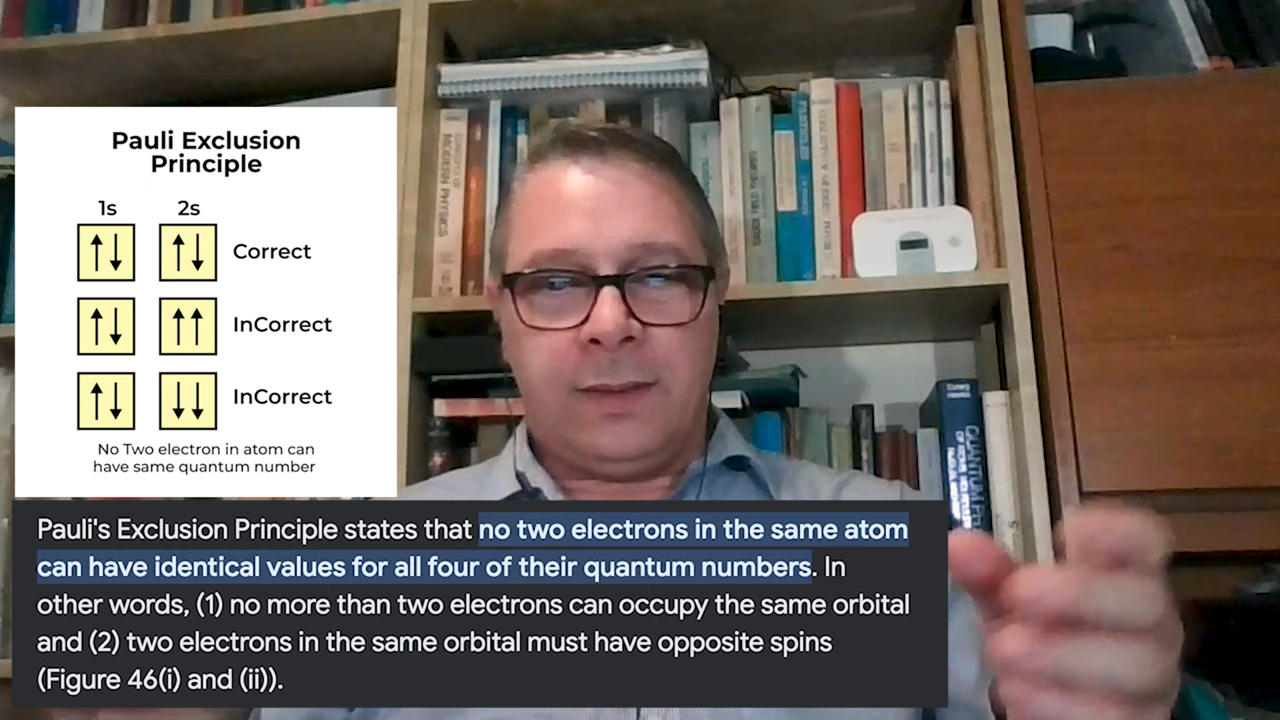 Pauli Exclusion
Principle
1s 2s
Correct
InCorrect
InCorrect
No Two electron in atom can
have same quantum number
Pauli's Exclusion Principle states that no two electrons in the same atom
can have identical values for all four of their quantum numbers. In
other words, (1) no more than two electrons can occupy the same orbital
and (2) two electrons in the same orbital must have opposite spins
(Figure 46(i) and (ii)).
MODERN PHYSICS
QUANTUM